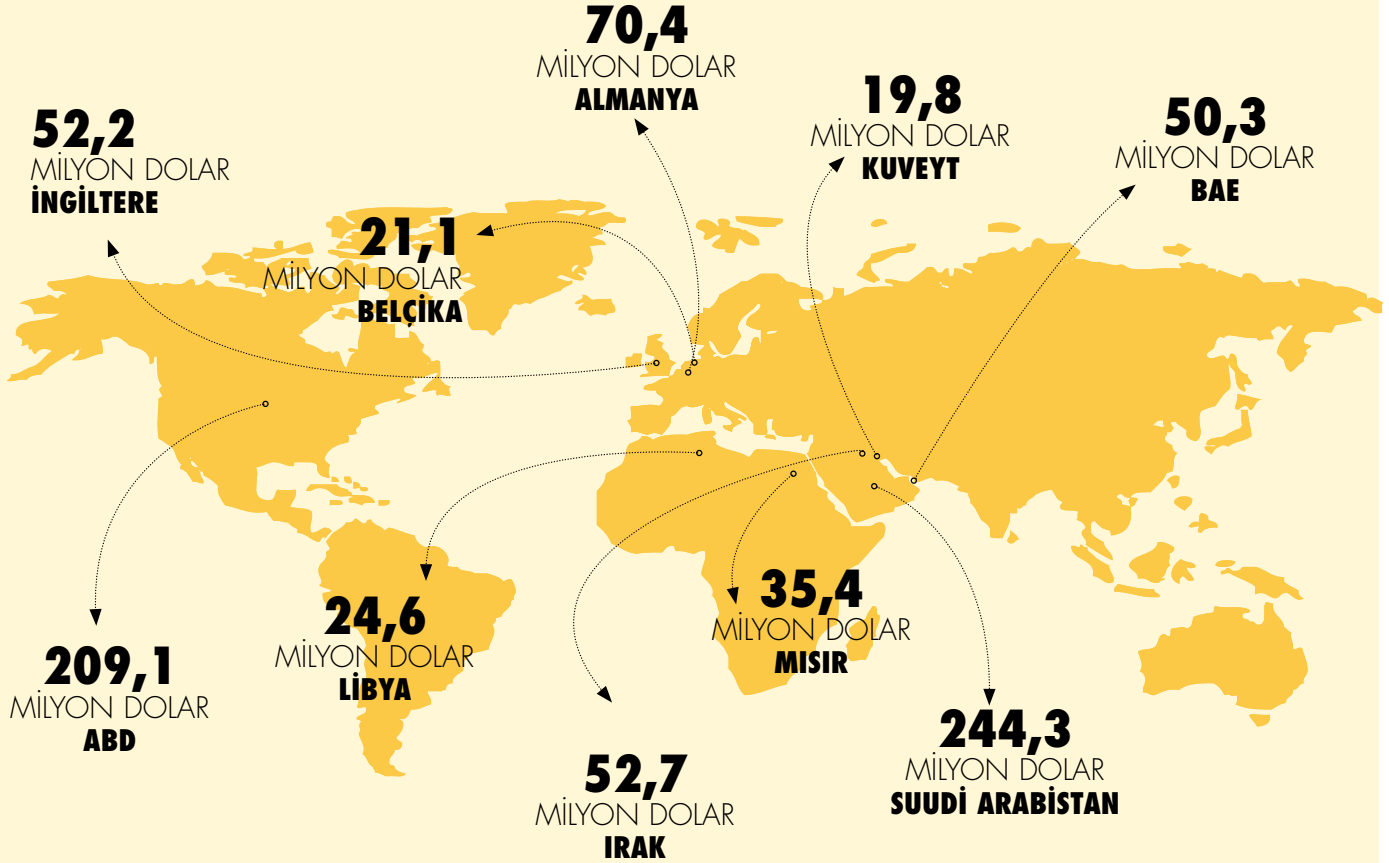 70,4
MİLYON DOLAR
ALMANYA
19,8
MİLYON DOLAR
KUVEYT
50,3
MİLYON DOLAR
BAE
52,2
MİLYON DOLAR
İNGİLTERE
21,1
MİLYON DOLAR
BELÇİKA
209,1
MİLYON DOLAR
ABD
24,6
MİLYON DOLAR
LİBYA
35,4
MİLYON DOLAR
MISIR
52,7
MİLYON DOLAR
IRAK
244,3
MİLYON DOLAR
SUUDİ ARABİSTAN